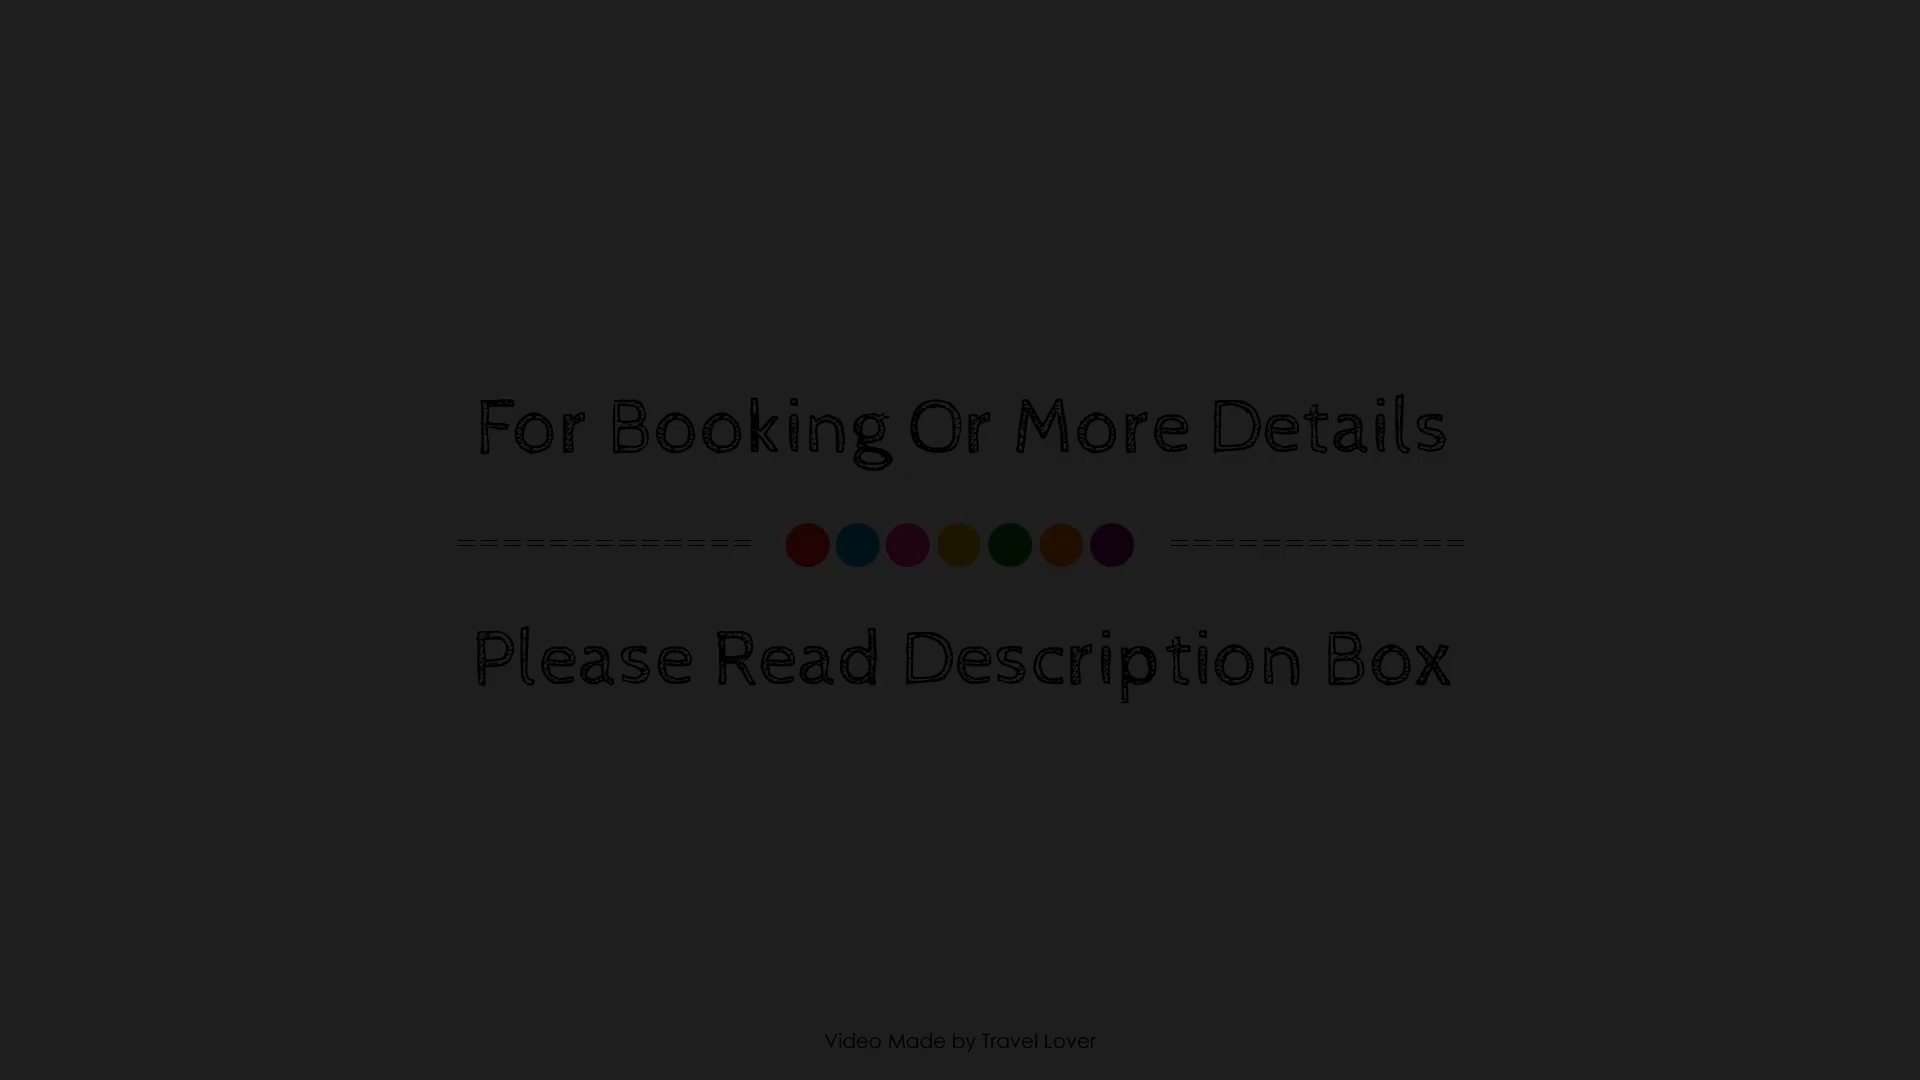 For Booking Or More Details
============= =============
Please Read Description Box
Video Made by Travel Lover